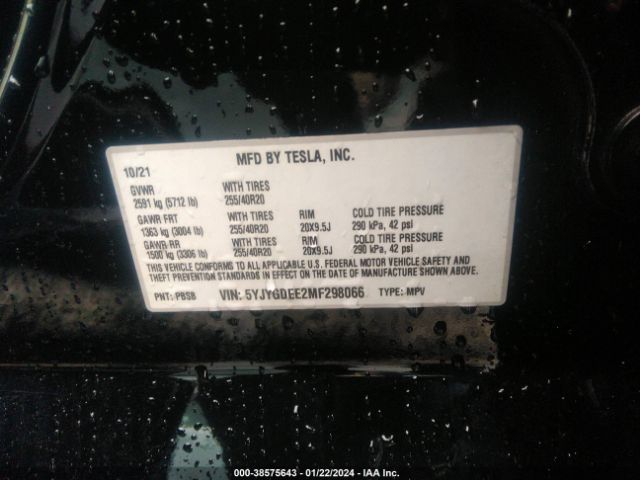 MFD BY TESLA, INC.
10/21
GVWR WITH TIRES
2591 kg (5712 lb) 255/40R20
GAWR FRT WITH TIRES RIM COLD TIRE PRESSURE
1363 kg (3004 lb) 255/40R20 20X9.5J 290 kPa, 42 psi
GAWR RR WITH TIRES RIM COLD TIRE PRESSURE
1500 kg (3306 lb) 255/40R20 20X9.5J 290 kPa, 42 psi
THIS VEHICLE CONFORMS TO ALL APPLICABLE U.S. FEDERAL MOTOR VEHICLE SAFETY AND
THEFT PREVENTION STANDARDS IN EFFECT ON THE DATE OF MANUFACTURE SHOWN ABOVE.
PNT: PBSB VIN: 5YJYGDEE2MF298066 TYPE: MPV
000-38575643 - 01/22/2024 - IAA Inc.